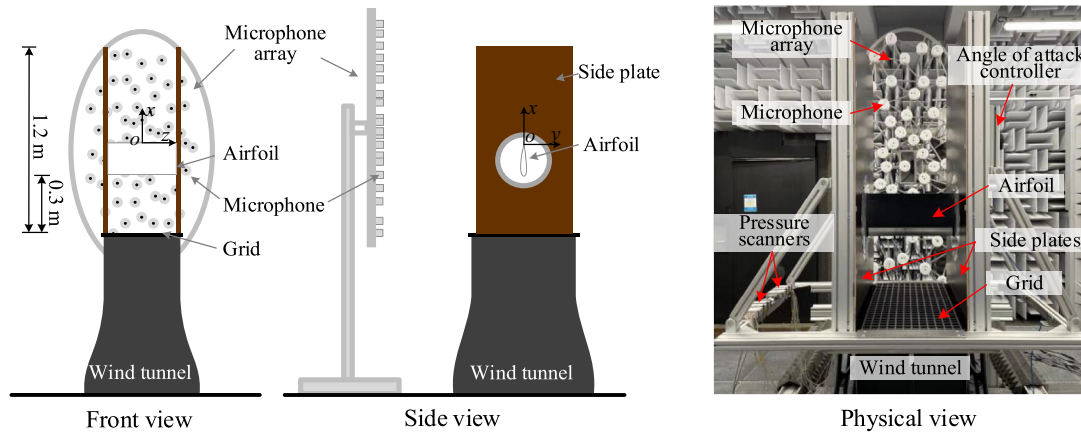 Microphone
array
x
o
z
1.2 m
0.3 m
Airfoil
Microphone
Grid
Wind tunnel
Front view
Side plate
x
o
y
Airfoil
Wind tunnel
Side view
Microphone
array
Angle of attack
controller
Microphone
Airfoil
Pressure
scanners
Side plates
Grid
Wind tunnel
Physical view